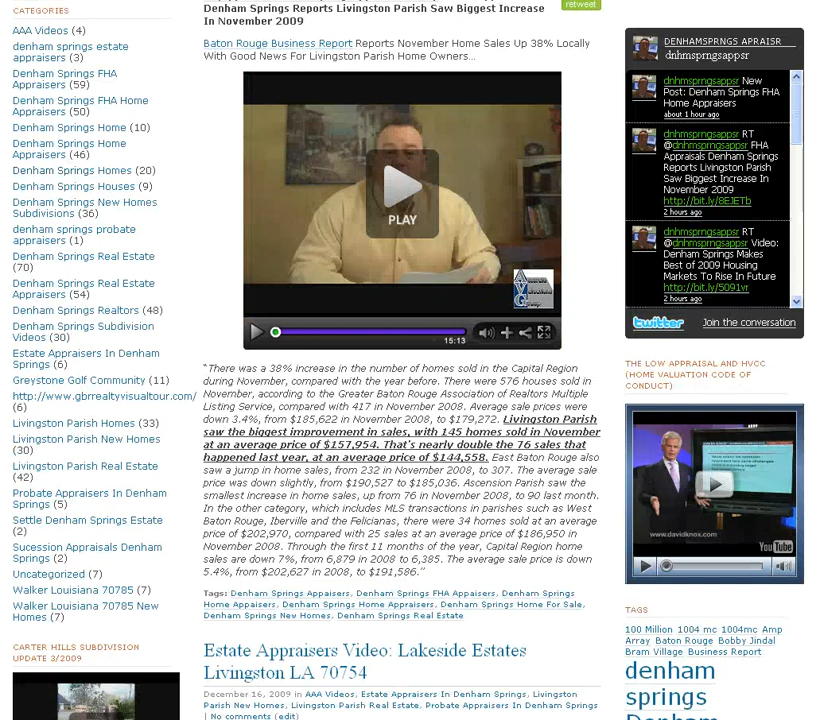 CATEGORIES
AAA Videos (4)
denham springs estate
appraisers (3)
Denham Springs FHA
Appraisers (59)
Denham Springs FHA Home
Appraisers (50)
Denham Springs Home (10)
Denham Springs Home
Appraisers (46)
Denham Springs Homes (20)
Denham Springs Houses (9)
Denham Springs New Homes
Subdivisions (36)
denham springs probate
appraisers (1)
Denham Springs Real Estate
(70)
Denham Springs Real Estate
Appraisers (54)
Denham Springs Realtors (48)
Denham Springs Subdivision
Videos (30)
Estate Appraisers In Denham
Springs (6)
Greystone Golf Community (11)
http://www.gbrrealtyvisualtour.com/
(6)
Livingston Parish Homes (33)
Livingston Parish New Homes
(30)
Livingston Parish Real Estate
(42)
Probate Appraisers In Denham
Springs (5)
Settle Denham Springs Estate
(2)
Sucession Appraisals Denham
Springs (2)
Uncategorized (7)
Walker Louisiana 70785 (7)
Walker Louisiana 70785 New
Homes (7)
CARTER HILLS SUBDIVISION
UPDATE 3/2009
Denham Springs Reports Livingston Parish Saw Biggest Increase
In November 2009
retweet
Baton Rouge Business Report Reports November Home Sales Up 38% Locally
With Good News For Livingston Parish Home Owners...
PLAY
15:13
"There was a 38% increase in the number of homes sold in the Capital Region
during November, compared with the year before. There were 576 houses sold in
November, according to the Greater Baton Rouge Association of Realtors Multiple
Listing Service, compared with 417 in November 2008. Average sale prices were
down 3.4%, from $185,622 in November 2008, to $179,272. Livingston Parish
saw the biggest improvement in sales, with 145 homes sold in November
at an average price of $157,954. That's nearly double the 76 sales that
happened last year, at an average price of $144,558. East Baton Rouge also
saw a jump in home sales, from 232 in November 2008, to 307. The average sale
price was down slightly, from $190,527 to $185,036. Ascension Parish saw the
smallest increase in home sales, up from 76 in November 2008, to 90 last month.
In the other category, which includes MLS transactions in parishes such as West
Baton Rouge, Iberville and the Felicianas, there were 34 homes sold at an average
price of $202,970, compared with 25 sales at an average price of $186,950 in
November 2008. Through the first 11 months of the year, Capital Region home
sales are down 7%, from 6,879 in 2008 to 6,385. The average sale price is down
5.4%, from $202,627 in 2008, to $191,586."
Tags: Denham Springs Appaisers, Denham Springs FHA Appaisers, Denham Springs
Home Appaisers, Denham Springs Home Appraisers, Denham Springs Home For Sale,
Denham Springs New Homes, Denham Springs Real Estate
Estate Appraisers Video: Lakeside Estates
Livingston LA 70754
December 16, 2009 in AAA Videos, Estate Appraisers In Denham Springs, Livingston
Parish New Homes, Livingston Parish Real Estate, Probate Appraisers In Denham Springs
| No comments (edit)
DENHAMSPRNGS APPRAISR
dnhmsprngsappsr
dnhmsprngsappsr New
Post: Denham Springs FHA
Home Appraisers
about 1 hour ago
dnhmsprngsappsr RT
@dnhmsprngsappsr FHA
Appraisals Denham Springs
Reports Livingston Parish
Saw Biggest Increase In
November 2009
http://bit.ly/8EJETb
2 hours ago
dnhmsprngsappsr RT
@dnhmsprngsappsr Video:
Denham Springs Makes
Best of 2009 Housing
Markets To Rise In Future
http://bit.ly/5091vr
2 hours ago
twitter
Join the conversation
THE LOW APPRAISAL AND HVCC
(HOME VALUATION CODE OF
CONDUCT)
www.davidknox.com
YouTube
TAGS
100 Million 1004 mc 1004mc Amp
Array Baton Rouge Bobby Jindal
Bram Village Business Report
denham
springs
Denham